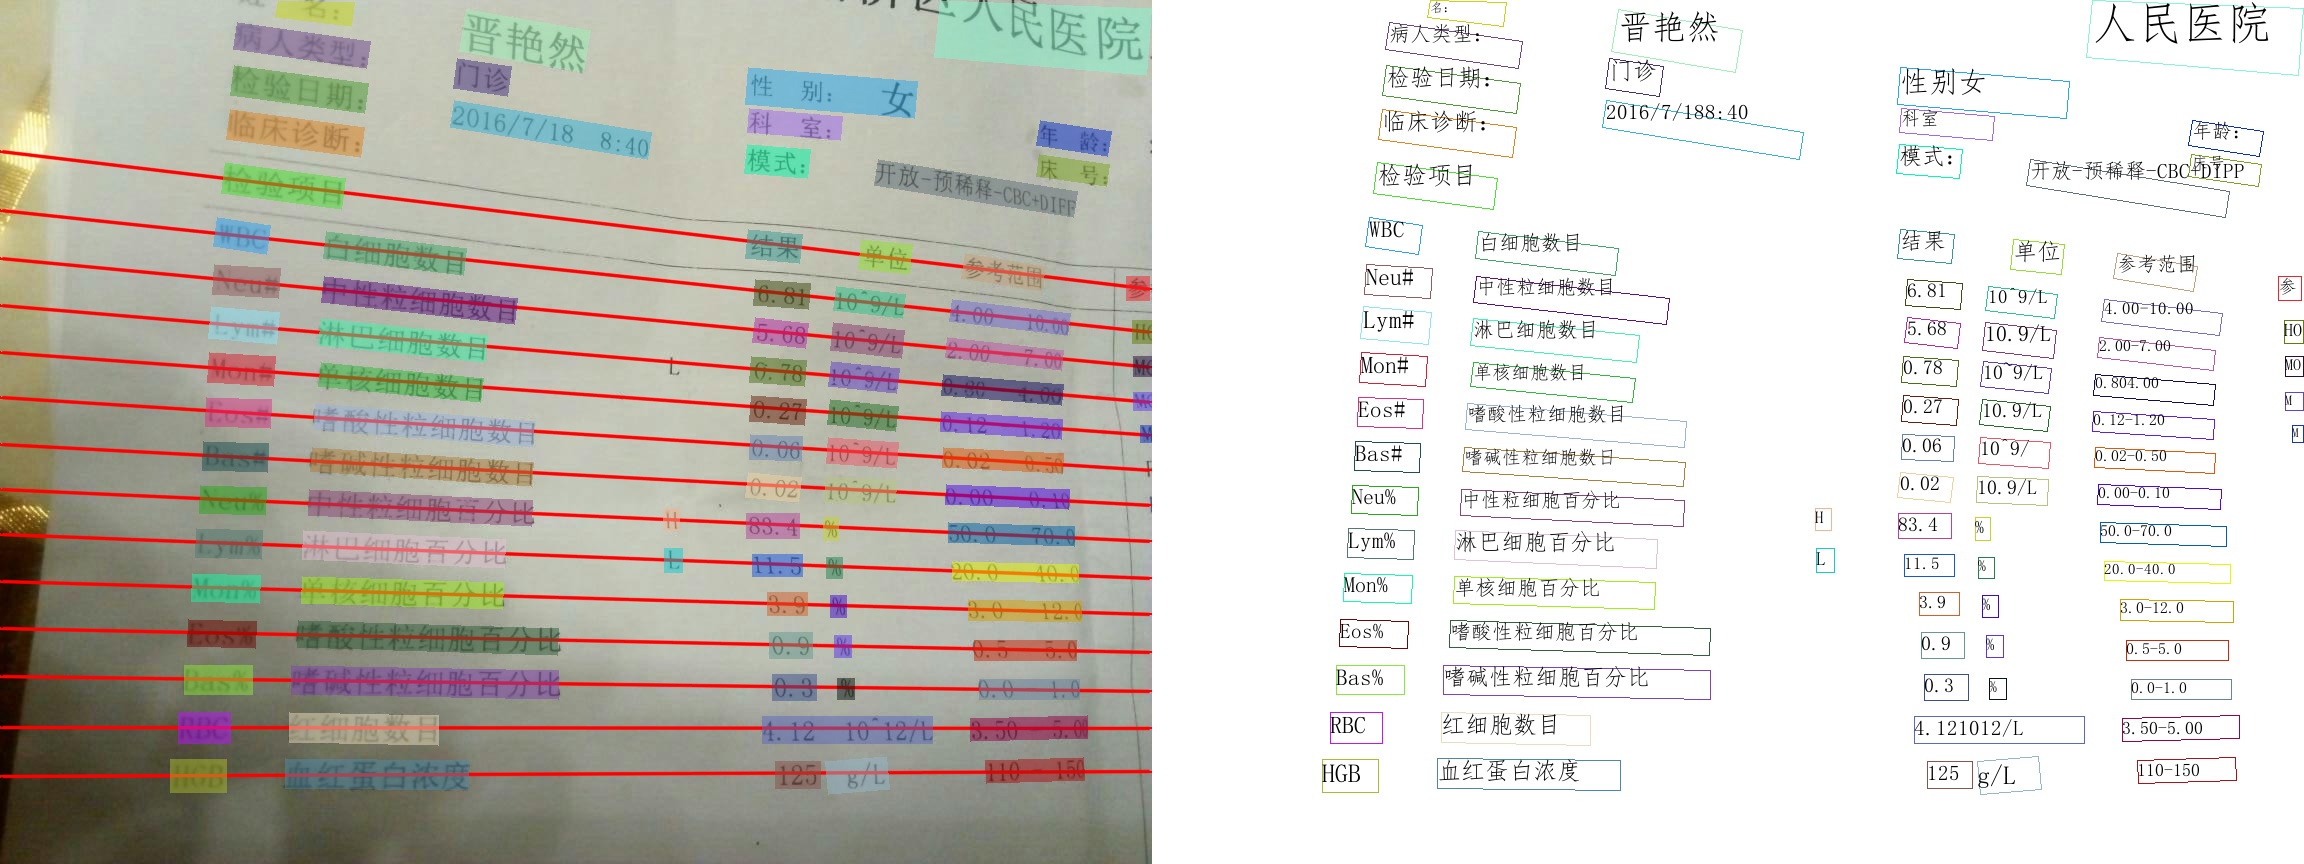 姓 名:
人民医院
病人类型: 晋艳然
检验日期: 门诊 性 别: 女
临床诊断: 2016/7/18 8:40 科 室: 年 龄:
检验项目 模式: 开放-预稀释-CBC+DIFF 床 号:
结果 单位 参考范围 参
WBC 白细胞数目 6.81 10^9/L 4.00 10.00
Neu# 中性粒细胞数目 5.68 10^9/L 2.00 7.00
Lym# 淋巴细胞数目 L 0.78 10^9/L 0.80 4.00
Mon# 单核细胞数目 0.27 10^9/L 0.12 1.20
Eos# 嗜酸性粒细胞数目 0.06 10^9/L 0.02 0.50
Bas# 嗜碱性粒细胞数目 0.02 10^9/L 0.00 0.10
Neu% 中性粒细胞百分比 H 83.4 % 50.0 70.0
Lym% 淋巴细胞百分比 L 11.5 % 20.0 40.0
Mon% 单核细胞百分比 3.9 % 3.0 12.0
Eos% 嗜酸性粒细胞百分比 0.9 % 0.5 5.0
Bas% 嗜碱性粒细胞百分比 0.3 % 0.0 1.0
RBC 红细胞数目 4.12 10^12/L 3.50 5.00
HGB 血红蛋白浓度 125 g/L 110 - 150
名:
人民医院
病人类型: 晋艳然
检验日期: 门诊 性别女
临床诊断: 2016/7/188:40 科室 年龄:
检验项目 模式: 开放-预稀释-CBC+DIPP 床号
结果 单位 参考范围 参
WBC 白细胞数目 6.81 10^9/L 4.00-10.00 HO
Neu# 中性粒细胞数目 5.68 10.9/L 2.00-7.00 MO
Lym# 淋巴细胞数目 0.78 10^9/L 0.804.00 M
Mon# 单核细胞数目 0.27 10.9/L 0.12-1.20 M
Eos# 嗜酸性粒细胞数目 0.06 10^9/ 0.02-0.50
Bas# 嗜碱性粒细胞数目 0.02 10.9/L 0.00-0.10
Neu% 中性粒细胞百分比 H 83.4 % 50.0-70.0
Lym% 淋巴细胞百分比 L 11.5 % 20.0-40.0
Mon% 单核细胞百分比 3.9 % 3.0-12.0
Eos% 嗜酸性粒细胞百分比 0.9 % 0.5-5.0
Bas% 嗜碱性粒细胞百分比 0.3 % 0.0-1.0
RBC 红细胞数目 4.121012/L 3.50-5.00
HGB 血红蛋白浓度 125 g/L 110-150